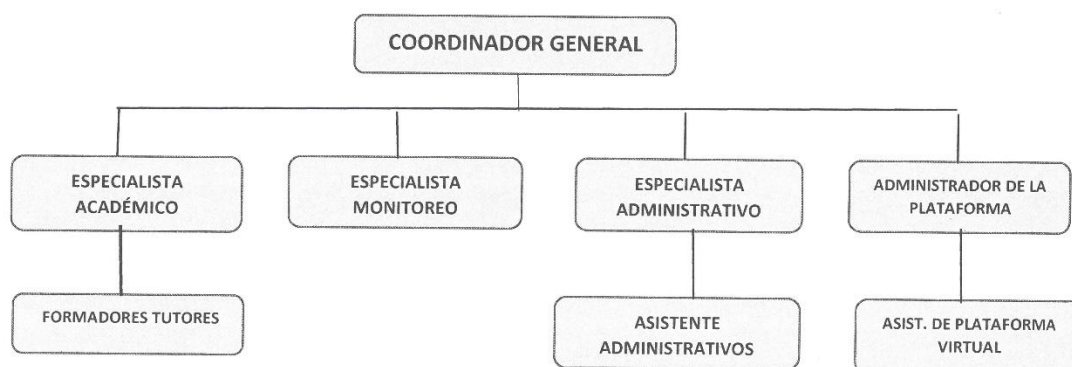 COORDINADOR GENERAL
ESPECIALISTA
ACADÉMICO
ESPECIALISTA
MONITOREO
ESPECIALISTA
ADMINISTRATIVO
ADMINISTRADOR DE LA
PLATAFORMA
FORMADORES TUTORES
ASISTENTE
ADMINISTRATIVOS
ASIST. DE PLATAFORMA
VIRTUAL